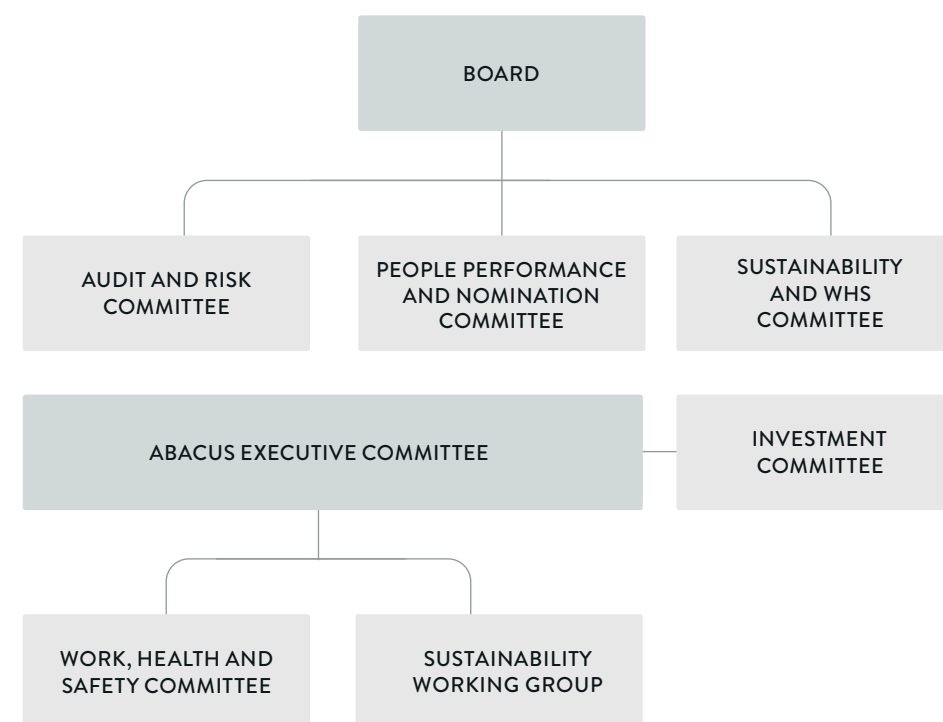 BOARD
AUDIT AND RISK
COMMITTEE
PEOPLE PERFORMANCE
AND NOMINATION
COMMITTEE
SUSTAINABILITY
AND WHS
COMMITTEE
ABACUS EXECUTIVE COMMITTEE
INVESTMENT
COMMITTEE
WORK, HEALTH AND
SAFETY COMMITTEE
SUSTAINABILITY
WORKING GROUP